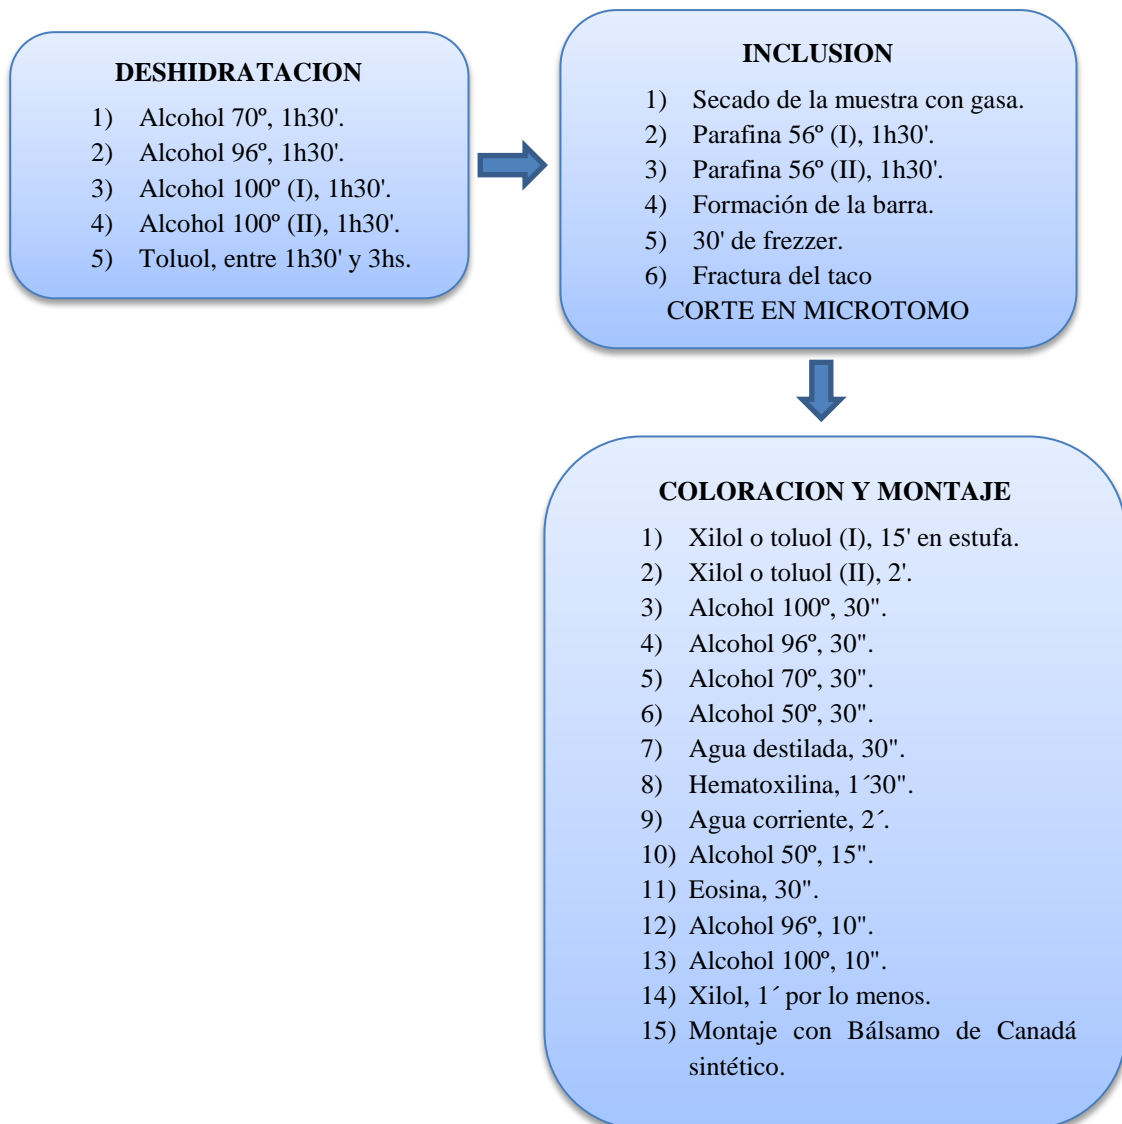 DESHIDRATACION
1) Alcohol 70º, 1h30'.
2) Alcohol 96º, 1h30'.
3) Alcohol 100º (I), 1h30'.
4) Alcohol 100º (II), 1h30'.
5) Toluol, entre 1h30' y 3hs.
INCLUSION
1) Secado de la muestra con gasa.
2) Parafina 56º (I), 1h30'.
3) Parafina 56º (II), 1h30'.
4) Formación de la barra.
5) 30' de frezzer.
6) Fractura del taco
CORTE EN MICROTOMO
COLORACION Y MONTAJE
1) Xilol o toluol (I), 15' en estufa.
2) Xilol o toluol (II), 2'.
3) Alcohol 100º, 30".
4) Alcohol 96º, 30".
5) Alcohol 70º, 30".
6) Alcohol 50º, 30".
7) Agua destilada, 30".
8) Hematoxilina, 1´30".
9) Agua corriente, 2´.
10) Alcohol 50º, 15".
11) Eosina, 30".
12) Alcohol 96º, 10".
13) Alcohol 100º, 10".
14) Xilol, 1´ por lo menos.
15) Montaje con Bálsamo de Canadá
sintético.